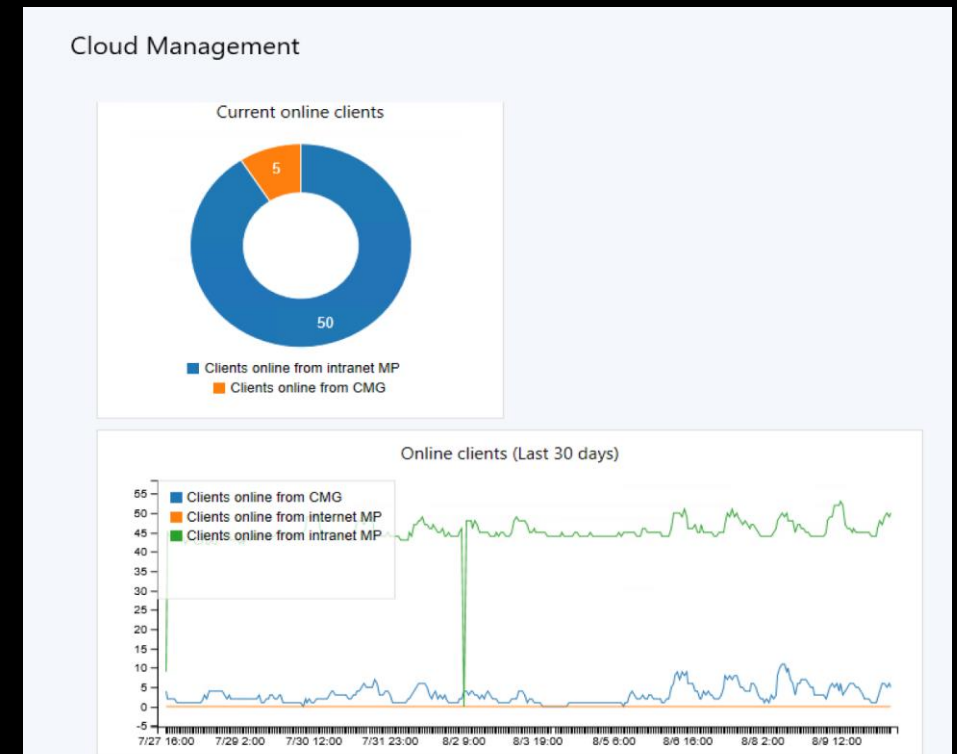 Cloud Management
Current online clients
5
50
Clients online from intranet MP
Clients online from CMG
Online clients (Last 30 days)
Clients online from CMG
Clients online from internet MP
Clients online from intranet MP
55
50
45
40
35
30
25
20
15
10
5
0
-5
7/27 16:00 7/29 2:00 7/30 12:00 7/31 23:00 8/2 9:00 8/3 19:00 8/5 6:00 8/6 16:00 8/8 2:00 8/9 12:00